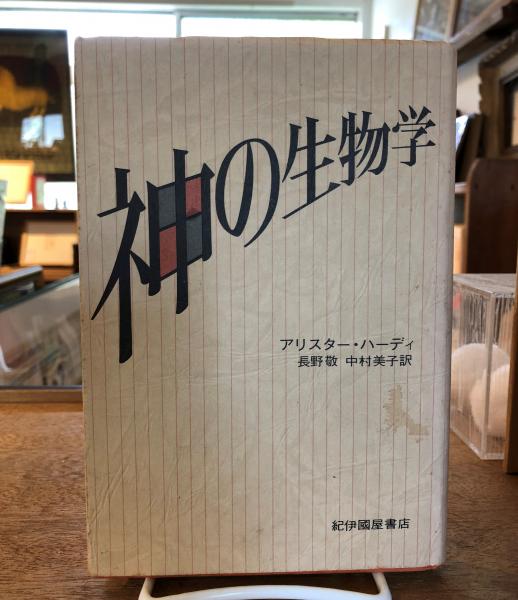 神の生物学
アリスター・ハーディ
長野敬 中村美子訳
紀伊國屋書店